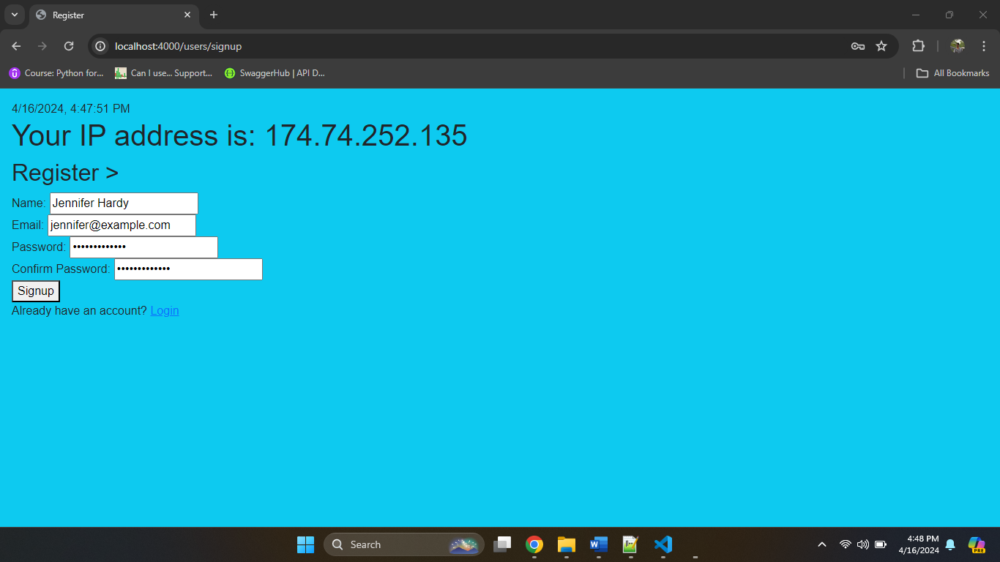 Register
localhost:4000/users/signup
Course: Python for...
Can I use... Support...
SwaggerHub | API D...
All Bookmarks
4/16/2024, 4:47:51 PM
Your IP address is: 174.74.252.135
Register >
Name: Jennifer Hardy
Email: jennifer@example.com
Password: •••••••••••••
Confirm Password: •••••••••••••
Signup
Already have an account? Login
Search
4:48 PM
4/16/2024
PRE